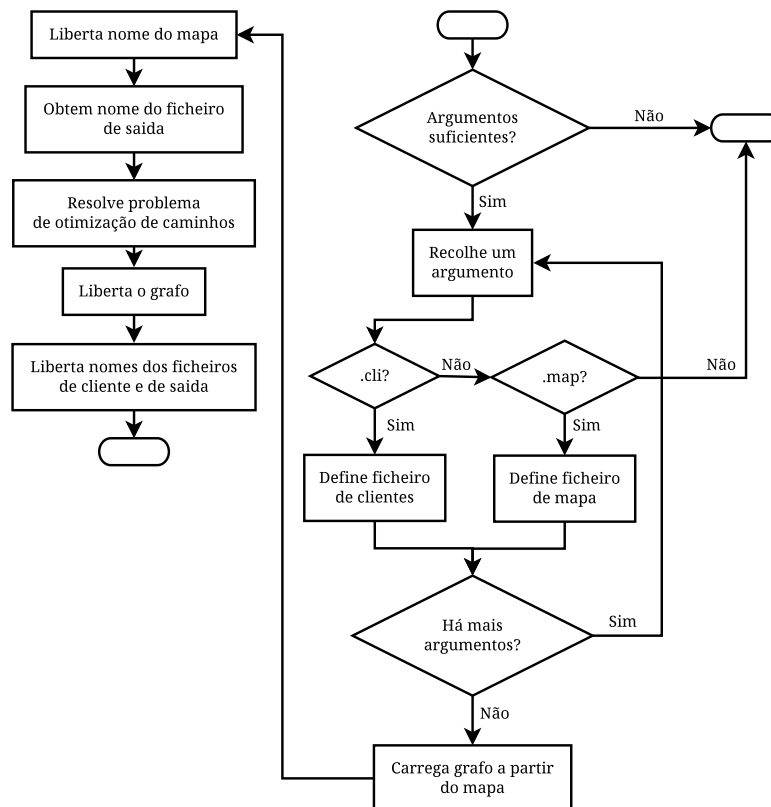 Liberta nome do mapa
Obtem nome do ficheiro
de saida
Resolve problema
de otimização de caminhos
Liberta o grafo
Liberta nomes dos ficheiros
de cliente e de saida
Argumentos
suficientes?
Não
Sim
Recolhe um
argumento
.cli?
Não
.map?
Não
Sim
Sim
Define ficheiro
de clientes
Define ficheiro
de mapa
Há mais
argumentos?
Sim
Não
Carrega grafo a partir
do mapa